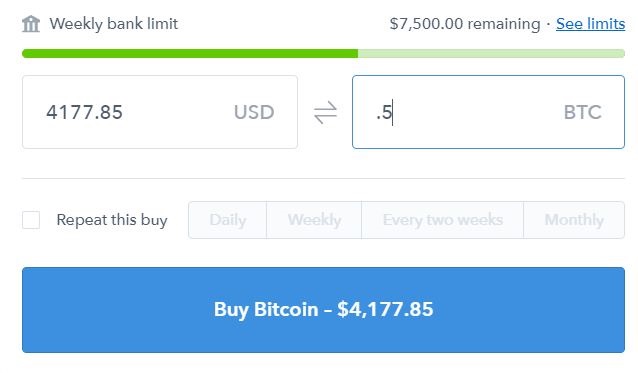 Weekly bank limit $7,500.00 remaining · See limits
4177.85 USD .5 BTC
Repeat this buy Daily Weekly Every two weeks Monthly
Buy Bitcoin – $4,177.85